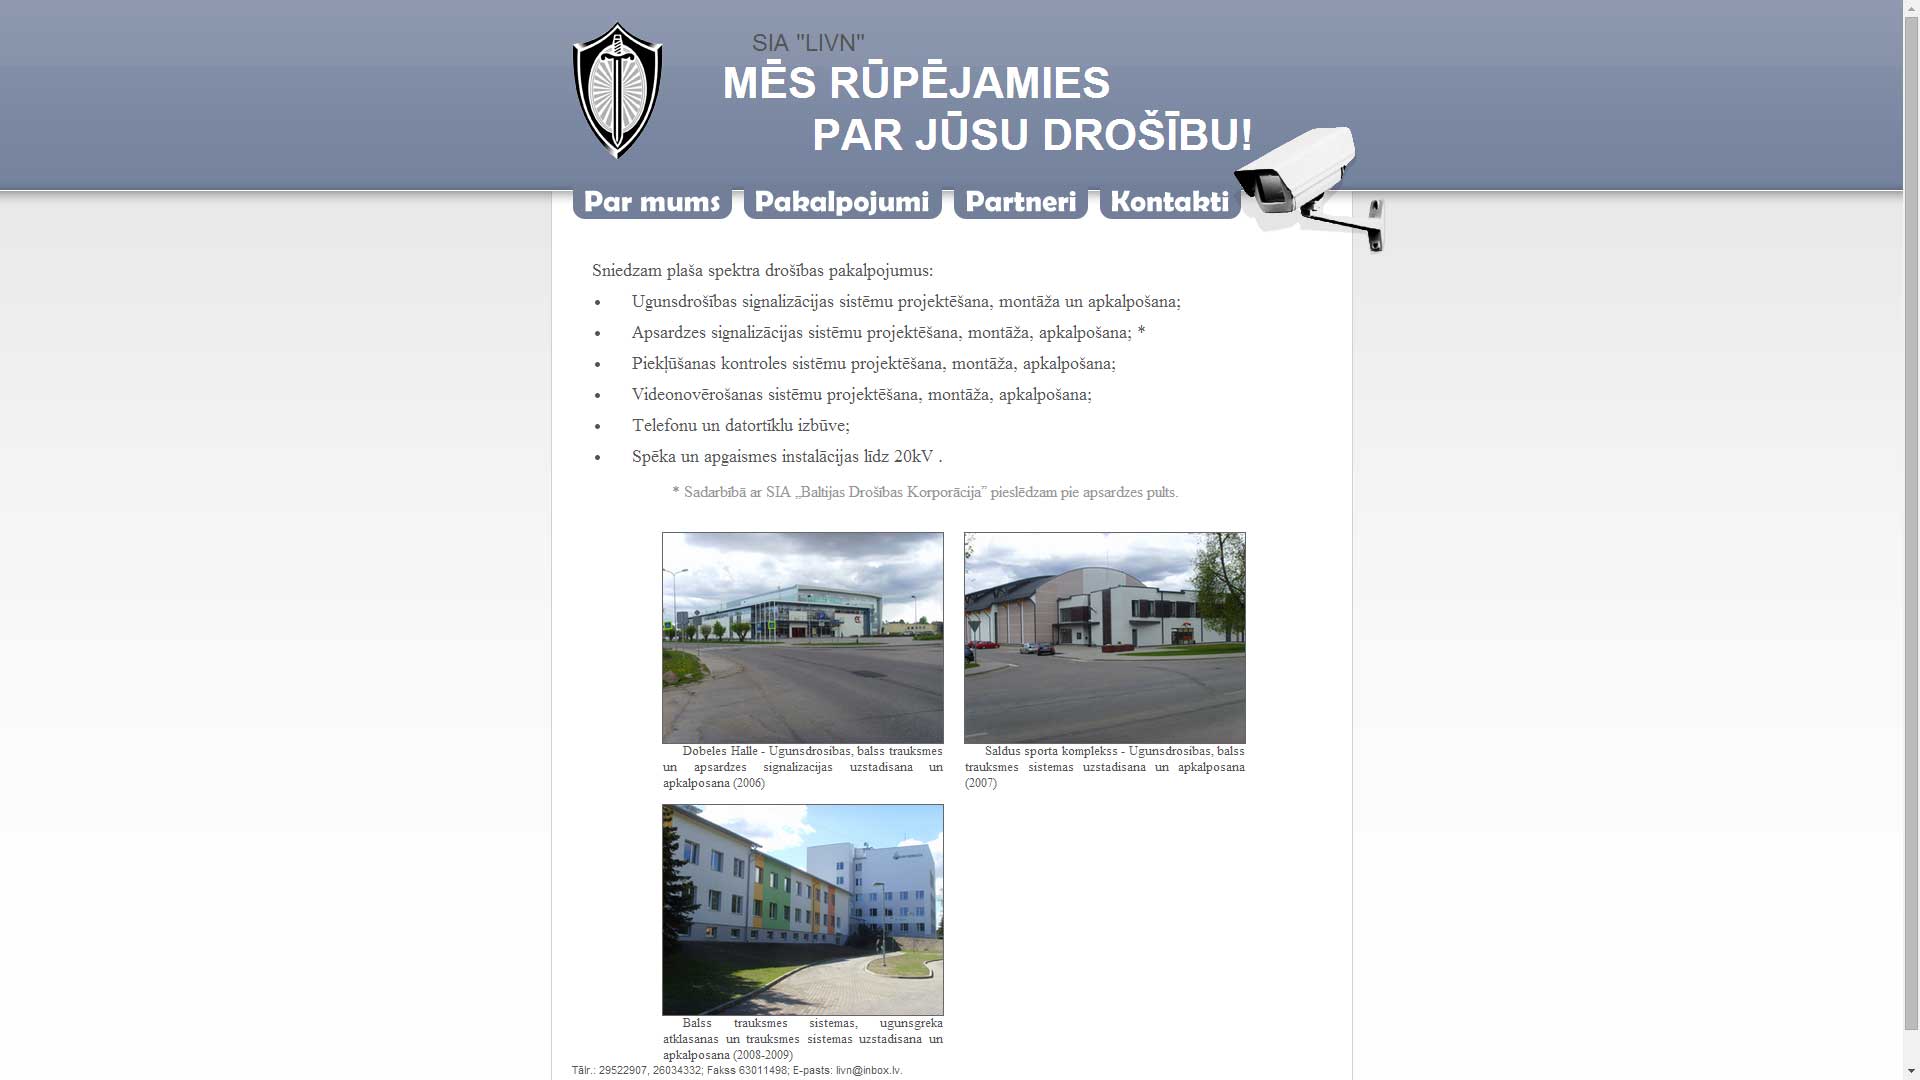 SIA "LIVN"
MĒS RŪPĒJAMIES
PAR JŪSU DROŠĪBU!
Par mums Pakalpojumi Partneri Kontakti
Sniedzam plaša spektra drošības pakalpojumus:
• Ugunsdrošības signalizācijas sistēmu projektēšana, montāža un apkalpošana;
• Apsardzes signalizācijas sistēmu projektēšana, montāža, apkalpošana; *
• Piekļūšanas kontroles sistēmu projektēšana, montāža, apkalpošana;
• Videonovērošanas sistēmu projektēšana, montāža, apkalpošana;
• Telefonu un datortīklu izbūve;
• Spēka un apgaismes instalācijas līdz 20kV .
* Sadarbībā ar SIA „Baltijas Drošības Korporācija” pieslēdzam pie apsardzes pults.
Dobeles Halle - Ugunsdrosibas, balss trauksmes
un apsardzes signalizacijas uzstadisana un
apkalposana (2006)
Saldus sporta komplekss - Ugunsdrosibas, balss
trauksmes sistemas uzstadisana un apkalposana
(2007)
Balss trauksmes sistemas, ugunsgreka
atklasanas un trauksmes sistemas uzstadisana un
apkalposana (2008-2009)
Tālr.: 29522907, 26034332; Fakss 63011498; E-pasts: livn@inbox.lv.